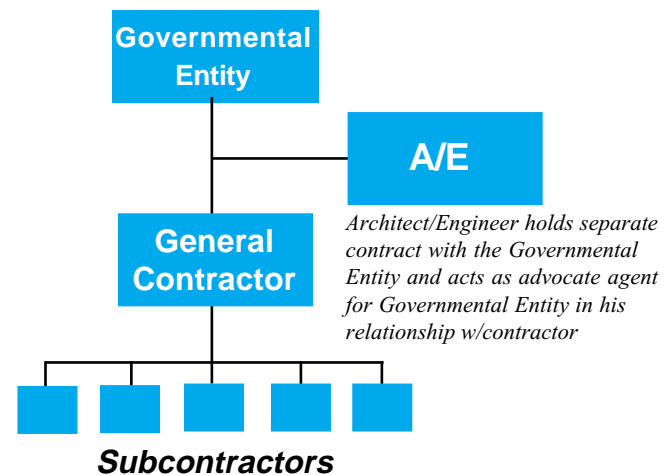 Governmental
Entity
A/E
Architect/Engineer holds separate
contract with the Governmental
Entity and acts as advocate agent
for Governmental Entity in his
relationship w/contractor
General
Contractor
Subcontractors